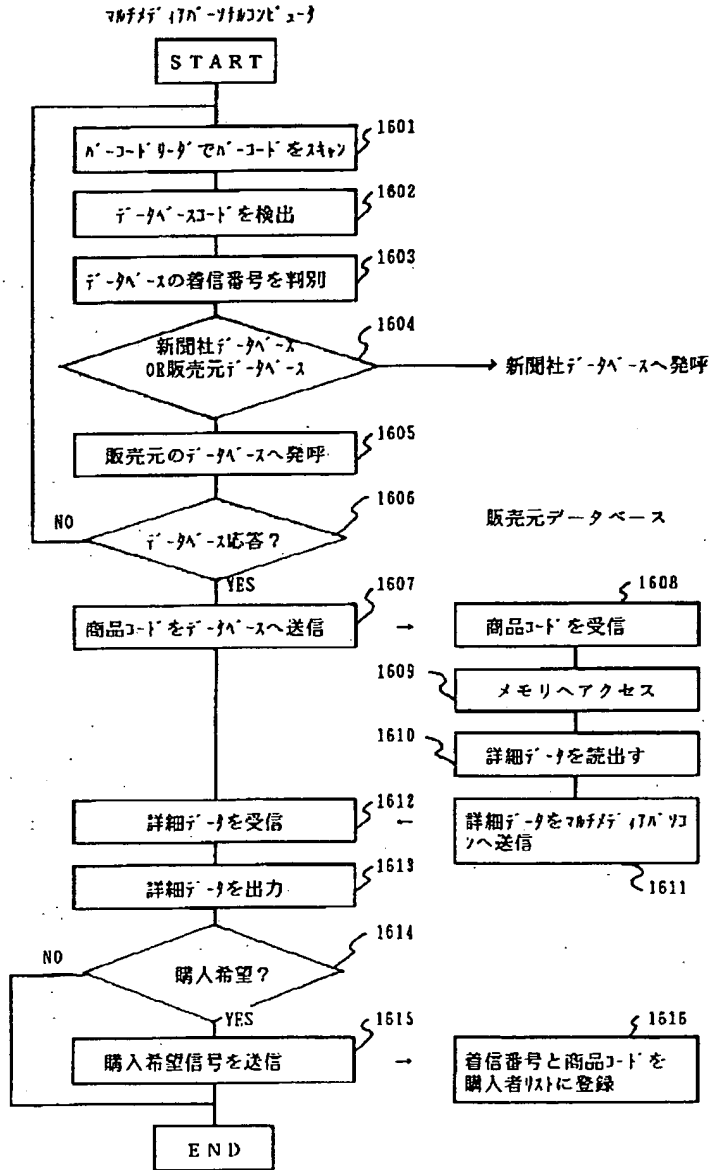 マルチメディアパーソナルコンピュータ
START
1601
バーコードリーダでバーコードをスキャン
1602
データベースコードを検出
1603
データベースの着信番号を判別
1604
新聞社データベース
OR販売元データベース
新聞社データベースへ発呼
1605
販売元のデータベースへ発呼
1606
NO
データベース応答?
販売元データベース
YES
1607
商品コードをデータベースへ送信
→
1608
商品コードを受信
1609
メモリへアクセス
1610
詳細データを読出す
1612
詳細データを受信
←
詳細データをマルチメディアパソコ
ンへ送信
1611
1613
詳細データを出力
1614
NO
購入希望?
YES
1615
購入希望信号を送信
→
1616
着信番号と商品コードを
購入者リストに登録
END